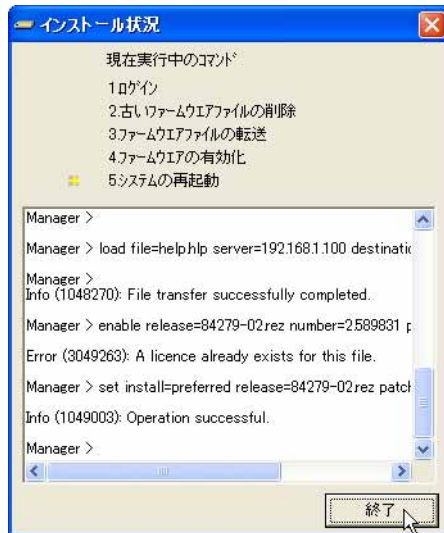 インストール状況
現在実行中のコマンド
1.ログイン
2.古いファームウエアファイルの削除
3.ファームウエアファイルの転送
4.ファームウエアの有効化
5.システムの再起動
Manager >
Manager > load file=help.hlp server=192.168.1.100 destinatic
Manager >
Info (1048270): File transfer successfully completed.
Manager > enable release=84279-02.rez number=2589831 p
Error (3049263): A licence already exists for this file.
Manager > set install=preferred release=84279-02.rez patch
Info (1049003): Operation successful.
Manager >
終了